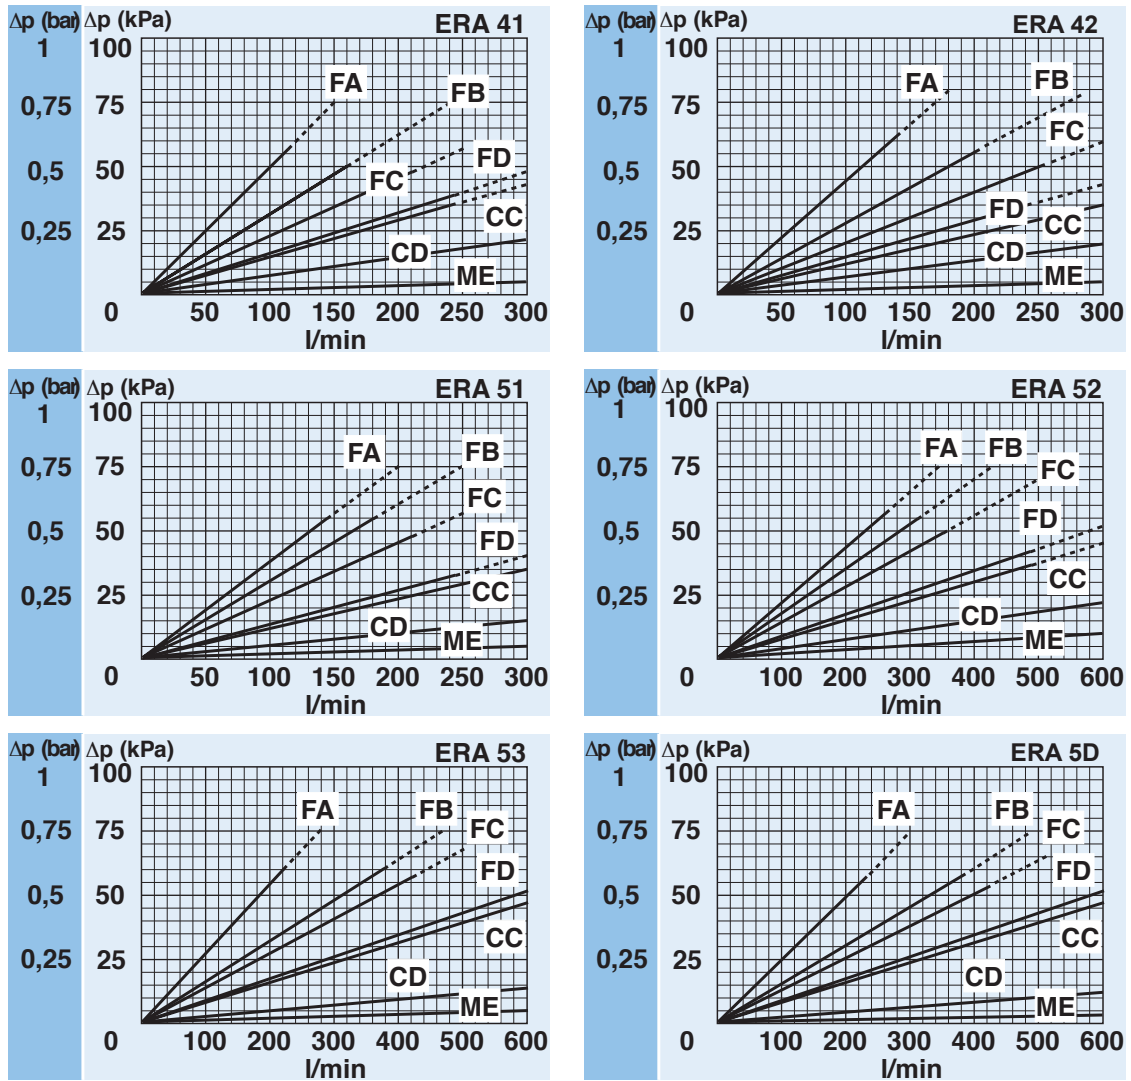 Δp (bar) Δp (kPa) ERA 41
1 100
FA
FB
0,75 75
FD
0,5 50 FC
CC
0,25 25
CD
ME
0 50 100 150 200 250 300
l/min
Δp (bar) Δp (kPa) ERA 42
1 100
FA FB
0,75 75
FC
0,5 50
FD
0,25 25 CC
CD
ME
0 50 100 150 200 250 300
l/min
Δp (bar) Δp (kPa) ERA 51
1 100
FA FB
0,75 75
FC
0,5 50
FD
0,25 25 CC
CD
ME
0 50 100 150 200 250 300
l/min
Δp (bar) Δp (kPa) ERA 52
1 100
FA FB
0,75 75 FC
FD
0,5 50
CC
0,25 25
CD
ME
0 100 200 300 400 500 600
l/min
Δp (bar) Δp (kPa) ERA 53
1 100
FA FB
0,75 75 FC
FD
0,5 50
CC
0,25 25
CD
ME
0 100 200 300 400 500 600
l/min
Δp (bar) Δp (kPa) ERA 5D
1 100
FA FB
0,75 75 FC
FD
0,5 50
CC
0,25 25
CD
ME
0 100 200 300 400 500 600
l/min